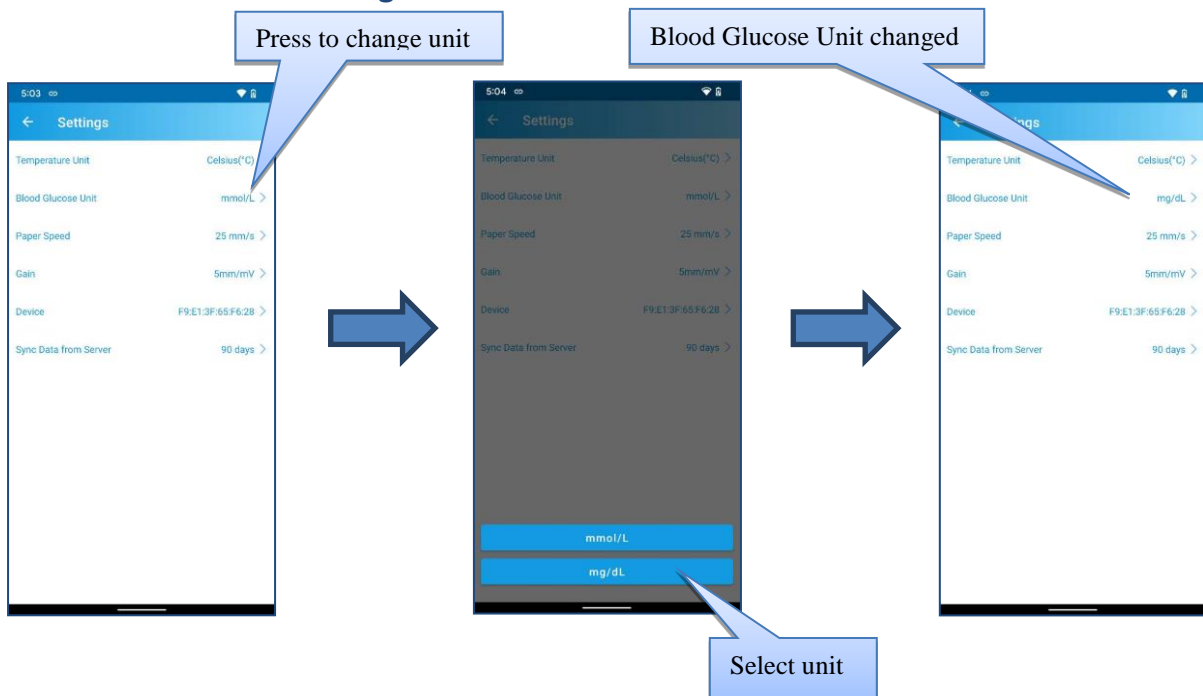 Press to change unit
Blood Glucose Unit changed
5:03
Settings
Temperature Unit Celsius(°C)
Blood Glucose Unit mmol/L >
Paper Speed 25 mm/s >
Gain 5mm/mV >
Device F9:E1:3F:65:F6:28 >
Sync Data from Server 90 days >
5:04
Settings
Temperature Unit Celsius(°C) >
Blood Glucose Unit mmol/L >
Paper Speed 25 mm/s >
Gain 5mm/mV >
Device F9:E1:3F:65:F6:28 >
Sync Data from Server 90 days >
mmol/L
mg/dL
Select unit
Temperature Unit Celsius(°C) >
Blood Glucose Unit mg/dL >
Paper Speed 25 mm/s >
Gain 5mm/mV >
Device F9:E1:3F:65:F6:28 >
Sync Data from Server 90 days >